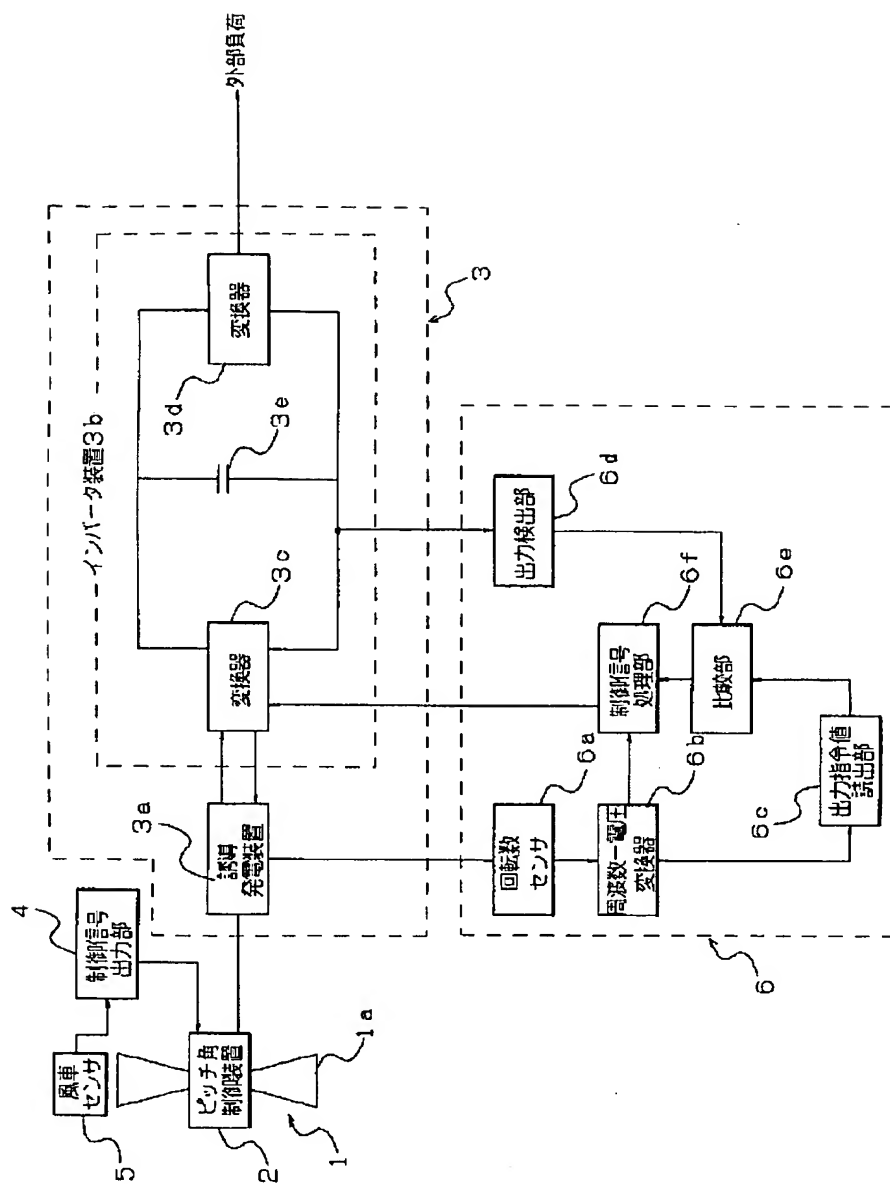 風車
センサ
5
制御信号
出力部
4
ピッチ角
制御装置
2
1
1a
誘導
発電装置
3a
インバータ装置3b
変換器
3c
3e
変換器
3d
外部負荷
3
回転数
センサ
6a
周波数ー電圧
変換器
6b
制御信号
処理部
6f
出力検出部
6d
比較部
6e
出力指令値
読出部
6c
6